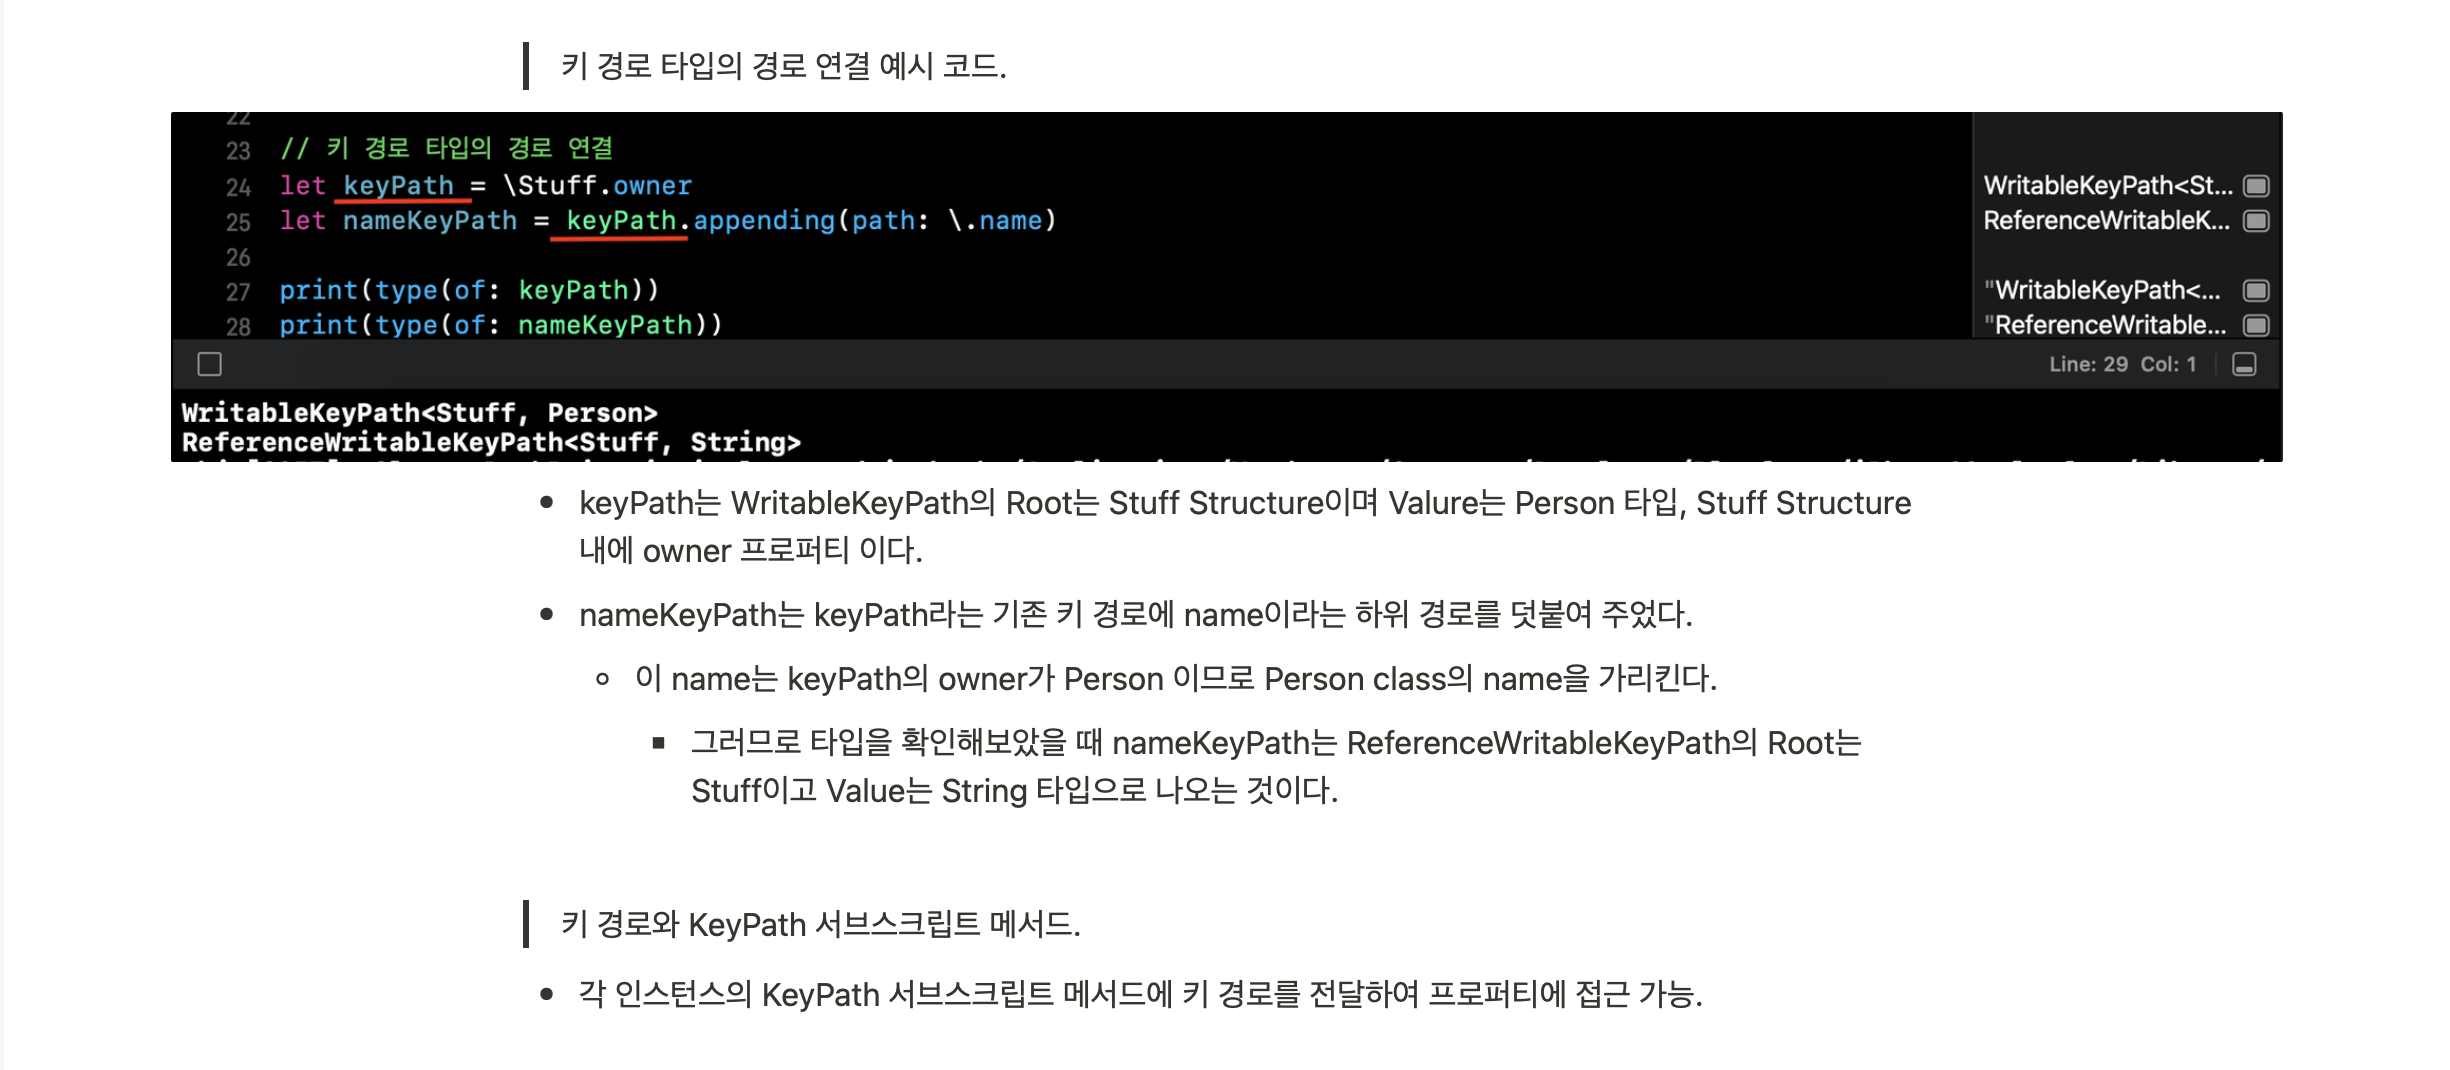 키 경로 타입의 경로 연결 예시 코드.
22
23 // 키 경로 타입의 경로 연결
24 let keyPath = \Stuff.owner WritableKeyPath<St...
25 let nameKeyPath = keyPath.appending(path: \.name) ReferenceWritableK...
26
27 print(type(of: keyPath)) "WritableKeyPath<...
28 print(type(of: nameKeyPath)) "ReferenceWritable...
Line: 29 Col: 1
WritableKeyPath<Stuff, Person>
ReferenceWritableKeyPath<Stuff, String>
• keyPath는 WritableKeyPath의 Root는 Stuff Structure이며 Valure는 Person 타입, Stuff Structure
내에 owner 프로퍼티 이다.
• nameKeyPath는 keyPath라는 기존 키 경로에 name이라는 하위 경로를 덧붙여 주었다.
◦ 이 name는 keyPath의 owner가 Person 이므로 Person class의 name을 가리킨다.
▪ 그러므로 타입을 확인해보았을 때 nameKeyPath는 ReferenceWritableKeyPath의 Root는
Stuff이고 Value는 String 타입으로 나오는 것이다.
키 경로와 KeyPath 서브스크립트 메서드.
• 각 인스턴스의 KeyPath 서브스크립트 메서드에 키 경로를 전달하여 프로퍼티에 접근 가능.